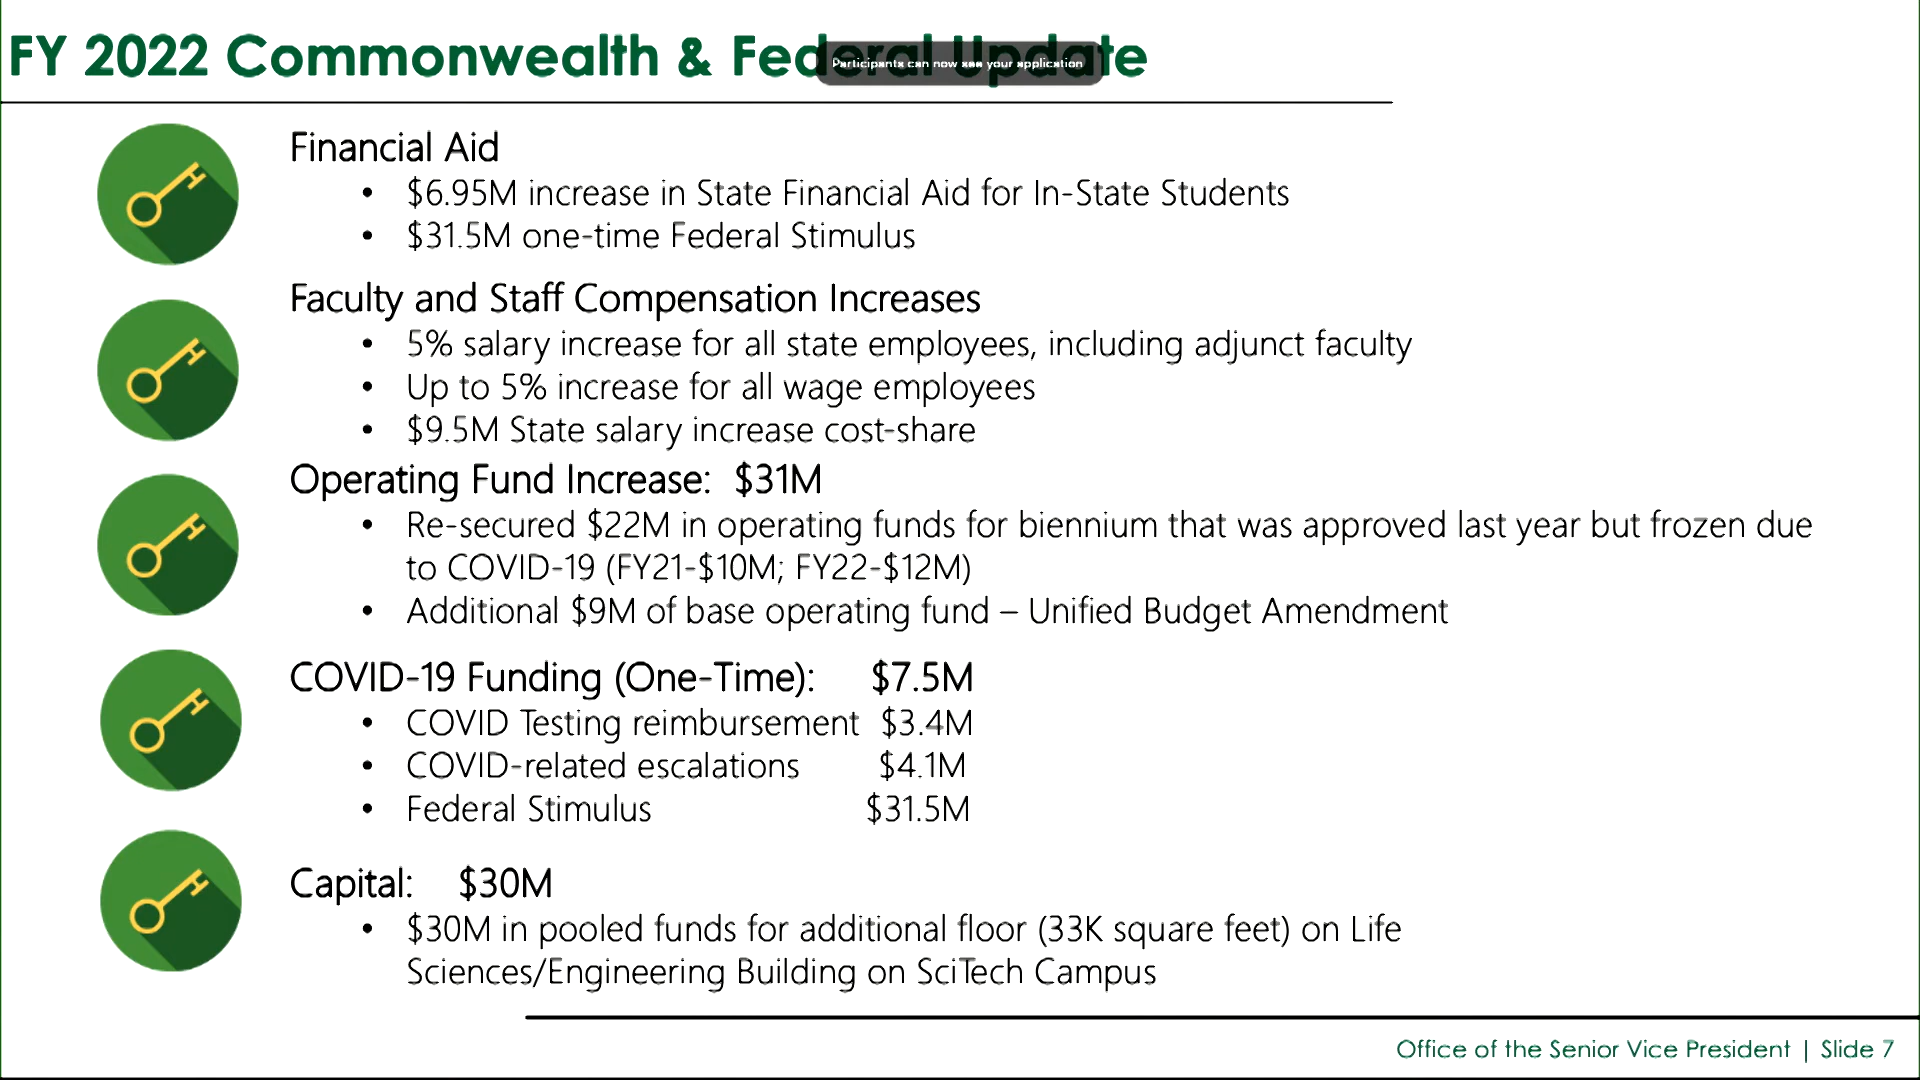 FY 2022 Commonwealth & Federal Update
Participants can now see your application
Financial Aid
• $6.95M increase in State Financial Aid for In-State Students
• $31.5M one-time Federal Stimulus
Faculty and Staff Compensation Increases
• 5% salary increase for all state employees, including adjunct faculty
• Up to 5% increase for all wage employees
• $9.5M State salary increase cost-share
Operating Fund Increase: $31M
• Re-secured $22M in operating funds for biennium that was approved last year but frozen due
to COVID-19 (FY21-$10M; FY22-$12M)
• Additional $9M of base operating fund – Unified Budget Amendment
COVID-19 Funding (One-Time): $7.5M
• COVID Testing reimbursement $3.4M
• COVID-related escalations $4.1M
• Federal Stimulus $31.5M
Capital: $30M
• $30M in pooled funds for additional floor (33K square feet) on Life
Sciences/Engineering Building on SciTech Campus
Office of the Senior Vice President | Slide 7